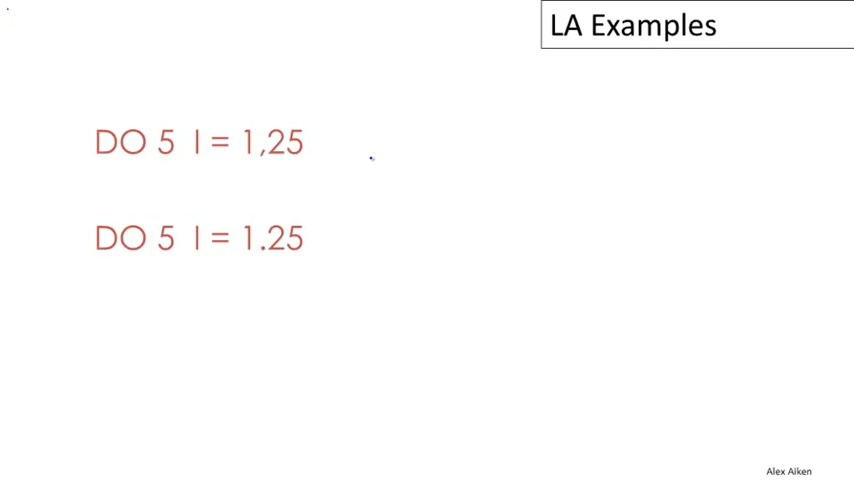 LA Examples
DO 5 I = 1,25
DO 5 I = 1.25
Alex Aiken